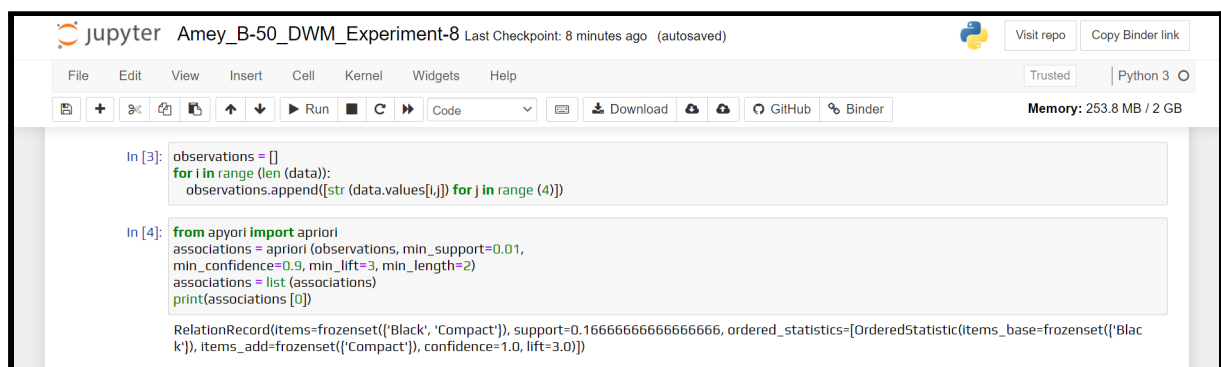 jupyter Amey_B-50_DWM_Experiment-8 Last Checkpoint: 8 minutes ago (autosaved) Visit repo Copy Binder link
File Edit View Insert Cell Kernel Widgets Help Trusted Python 3
Run Code Download GitHub Binder Memory: 253.8 MB / 2 GB
In [3]: observations = []
for i in range (len (data)):
observations.append([str (data.values[i,j]) for j in range (4)])
In [4]: from apyori import apriori
associations = apriori (observations, min_support=0.01,
min_confidence=0.9, min_lift=3, min_length=2)
associations = list (associations)
print(associations [0])
RelationRecord(items=frozenset({'Black', 'Compact'}), support=0.16666666666666666, ordered_statistics=[OrderedStatistic(items_base=frozenset({'Blac
k'}), items_add=frozenset({'Compact'}), confidence=1.0, lift=3.0)])